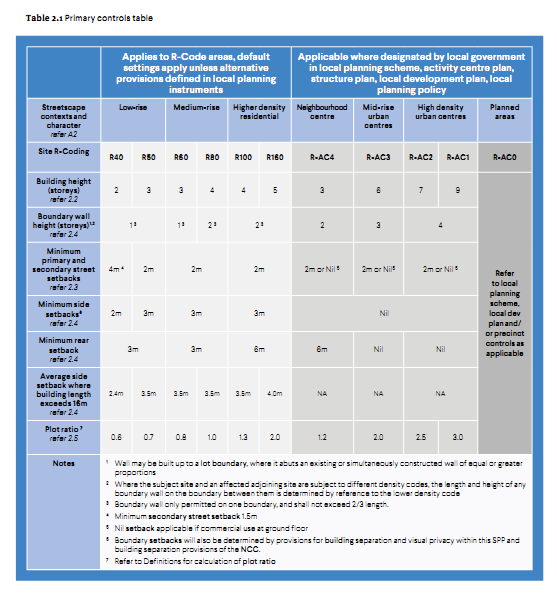 Table 2.1 Primary controls table
Applies to R-Code areas, default settings apply unless alternative provisions defined in local planning instruments
Applicable where designated by local government in local planning scheme, activity centre plan, structure plan, local development plan, local planning policy
Streetscape contexts and character refer A2 | Low-rise | Medium-rise | Higher density residential | Neighbourhood centre | Mid-rise urban centres | High density urban centres | Planned areas
Site R-Coding | R40 | R50 | R60 | R80 | R100 | R160 | R-AC4 | R-AC3 | R-AC2 | R-AC1 | R-AC0
Building height (storeys) refer 2.2 | 2 | 3 | 3 | 4 | 4 | 5 | 3 | 6 | 7 | 9
Boundary wall height (storeys)¹,² refer 2.4 | 1³ | 1³ | 2³ | 2³ | 2 | 3 | 4
Minimum primary and secondary street setbacks refer 2.3 | 4m⁴ | 2m | 2m | 2m | 2m or Nil⁵ | 2m or Nil⁵ | 2m or Nil⁵
Minimum side setbacks⁶ refer 2.4 | 2m | 3m | 3m | 3m | Nil
Minimum rear setback refer 2.4 | 3m | 3m | 6m | 6m | Nil | Nil
Average side setback where building length exceeds 16m refer 2.4 | 2.4m | 3.5m | 3.5m | 3.5m | 3.5m | 4.0m | NA | NA | NA
Plot ratio⁷ refer 2.5 | 0.6 | 0.7 | 0.8 | 1.0 | 1.3 | 2.0 | 1.2 | 2.0 | 2.5 | 3.0
Refer to local planning scheme, local dev plan and/or precinct controls as applicable
Notes
¹ Wall may be built up to a lot boundary, where it abuts an existing or simultaneously constructed wall of equal or greater
proportions
² Where the subject site and an affected adjoining site are subject to different density codes, the length and height of any
boundary wall on the boundary between them is determined by reference to the lower density code
³ Boundary wall only permitted on one boundary, and shall not exceed 2/3 length.
⁴ Minimum secondary street setback 1.5m
⁵ Nil setback applicable if commercial use at ground floor
⁶ Boundary setbacks will also be determined by provisions for building separation and visual privacy within this SPP and
building separation provisions of the NCC.
⁷ Refer to Definitions for calculation of plot ratio